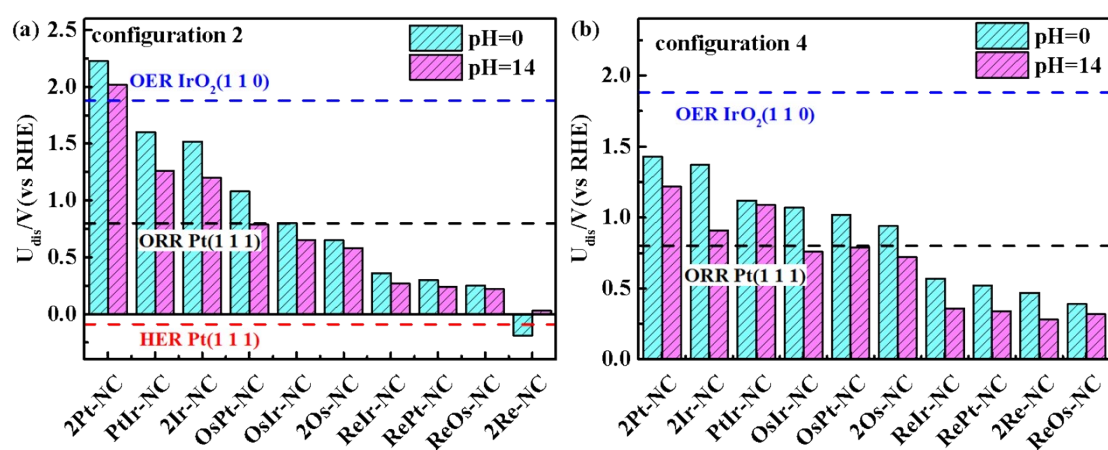 (a)
configuration 2
pH=0
pH=14
OER IrO2(1 1 0)
ORR Pt(1 1 1)
HER Pt(1 1 1)
Udis/V(vs RHE)
2.5
2.0
1.5
1.0
0.5
0.0
2Pt-NC
PtIr-NC
2Ir-NC
OsPt-NC
OsIr-NC
2Os-NC
ReIr-NC
RePt-NC
ReOs-NC
2Re-NC
(b)
configuration 4
pH=0
pH=14
OER IrO2(1 1 0)
ORR Pt(1 1 1)
Udis/V(vs RHE)
2.0
1.5
1.0
0.5
0.0
2Pt-NC
2Ir-NC
PtIr-NC
OsIr-NC
OsPt-NC
2Os-NC
ReIr-NC
RePt-NC
2Re-NC
ReOs-NC